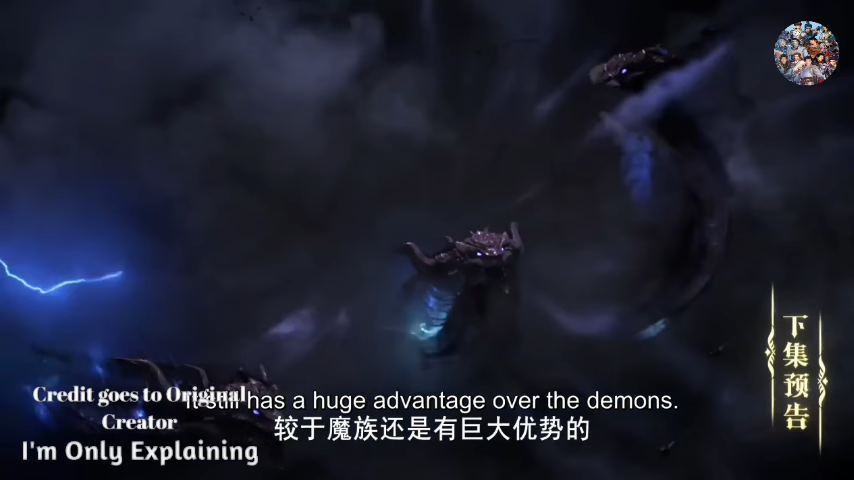 It still has a huge advantage over the demons.
较于魔族还是有巨大优势的
Credit goes to Original
Creator
I'm Only Explaining
下集预告